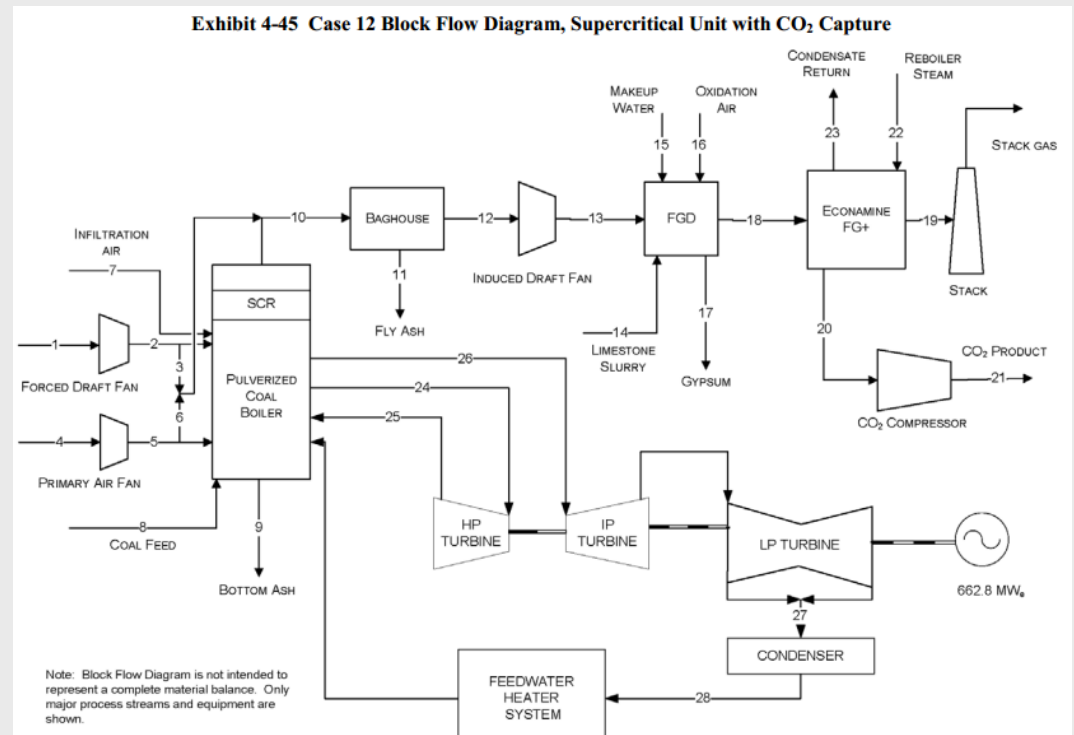 Exhibit 4-45 Case 12 Block Flow Diagram, Supercritical Unit with CO₂ Capture
CONDENSATE
RETURN
REBOILER
STEAM
MAKEUP
WATER
OXIDATION
AIR
23
22
15
16
STACK GAS
10
BAGHOUSE
12
13
FGD
18
ECONAMINE
FG+
19
INFILTRATION
AIR
7
11
INDUCED DRAFT FAN
STACK
SCR
17
FLY ASH
14
20
1
2
LIMESTONE
SLURRY
26
3
CO₂ PRODUCT
FORCED DRAFT FAN
PULVERIZED
COAL
BOILER
24
GYPSUM
21
6
25
4
5
CO₂ COMPRESSOR
PRIMARY AIR FAN
8
9
COAL FEED
HP
TURBINE
IP
TURBINE
LP TURBINE
BOTTOM ASH
662.8 MWe
27
CONDENSER
Note: Block Flow Diagram is not intended to
represent a complete material balance. Only
major process streams and equipment are
shown.
FEEDWATER
HEATER
SYSTEM
28